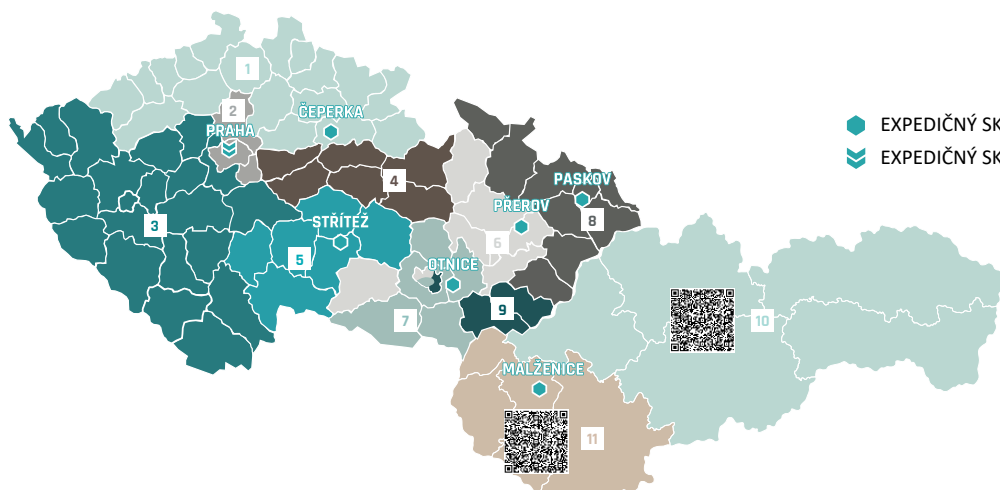 1
2
ČEPERKA
PRAHA
EXPEDIČNÝ SK
EXPEDIČNÝ SK
4
PASKOV
PŘEROV
3
STŘÍTEŽ
8
5
6
OTNICE
7
9
10
MALŽENICE
11